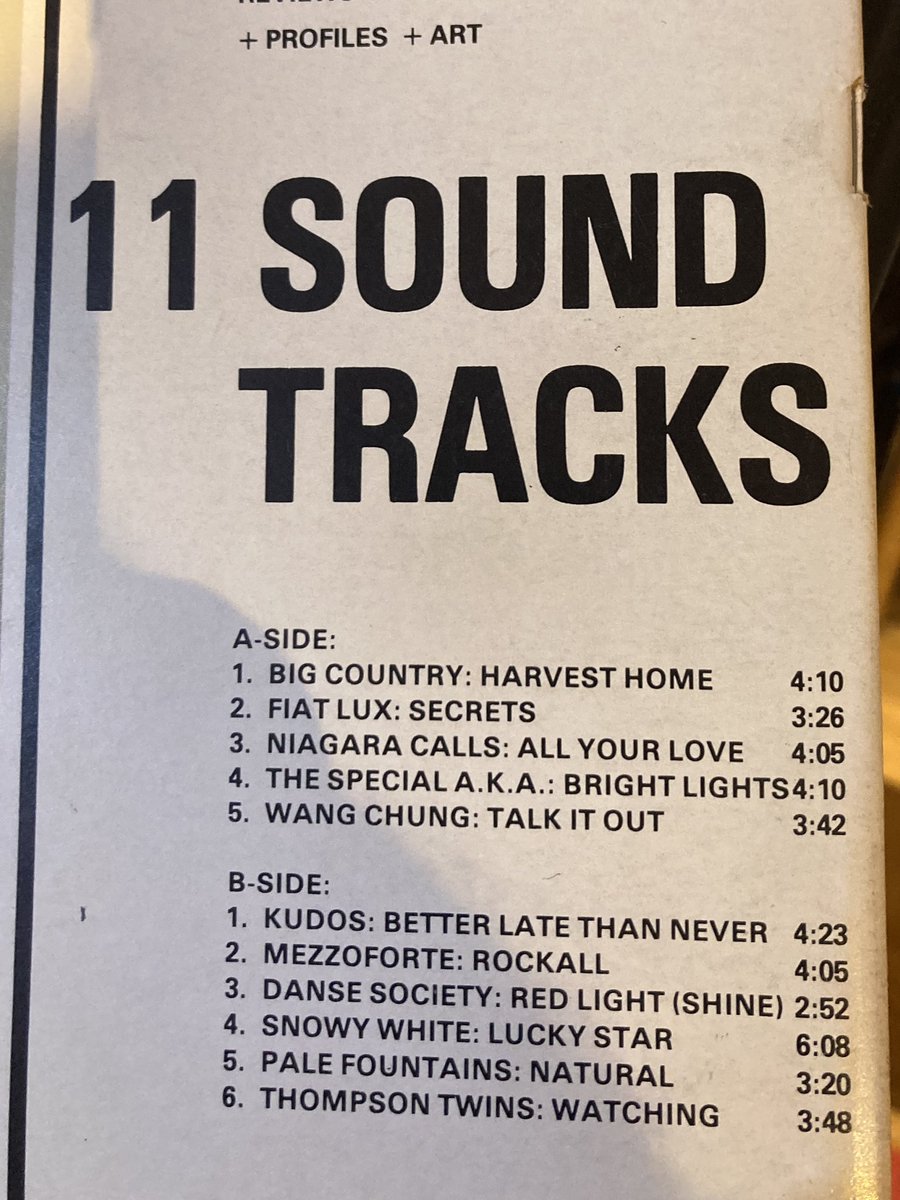 REVIEWS
+ PROFILES + ART
11 SOUND
TRACKS
A-SIDE:
1. BIG COUNTRY: HARVEST HOME 4:10
2. FIAT LUX: SECRETS 3:26
3. NIAGARA CALLS: ALL YOUR LOVE 4:05
4. THE SPECIAL A.K.A.: BRIGHT LIGHTS 4:10
5. WANG CHUNG: TALK IT OUT 3:42
B-SIDE:
1. KUDOS: BETTER LATE THAN NEVER 4:23
2. MEZZOFORTE: ROCKALL 4:05
3. DANSE SOCIETY: RED LIGHT (SHINE) 2:52
4. SNOWY WHITE: LUCKY STAR 6:08
5. PALE FOUNTAINS: NATURAL 3:20
6. THOMPSON TWINS: WATCHING 3:48